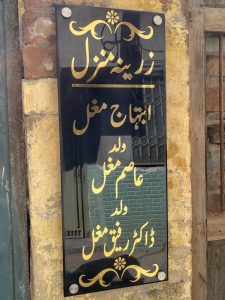 زرینہ منزل
ابتہاج مغل
ولد
عاصم مغل
ولد
ڈاکٹر رفیق مغل